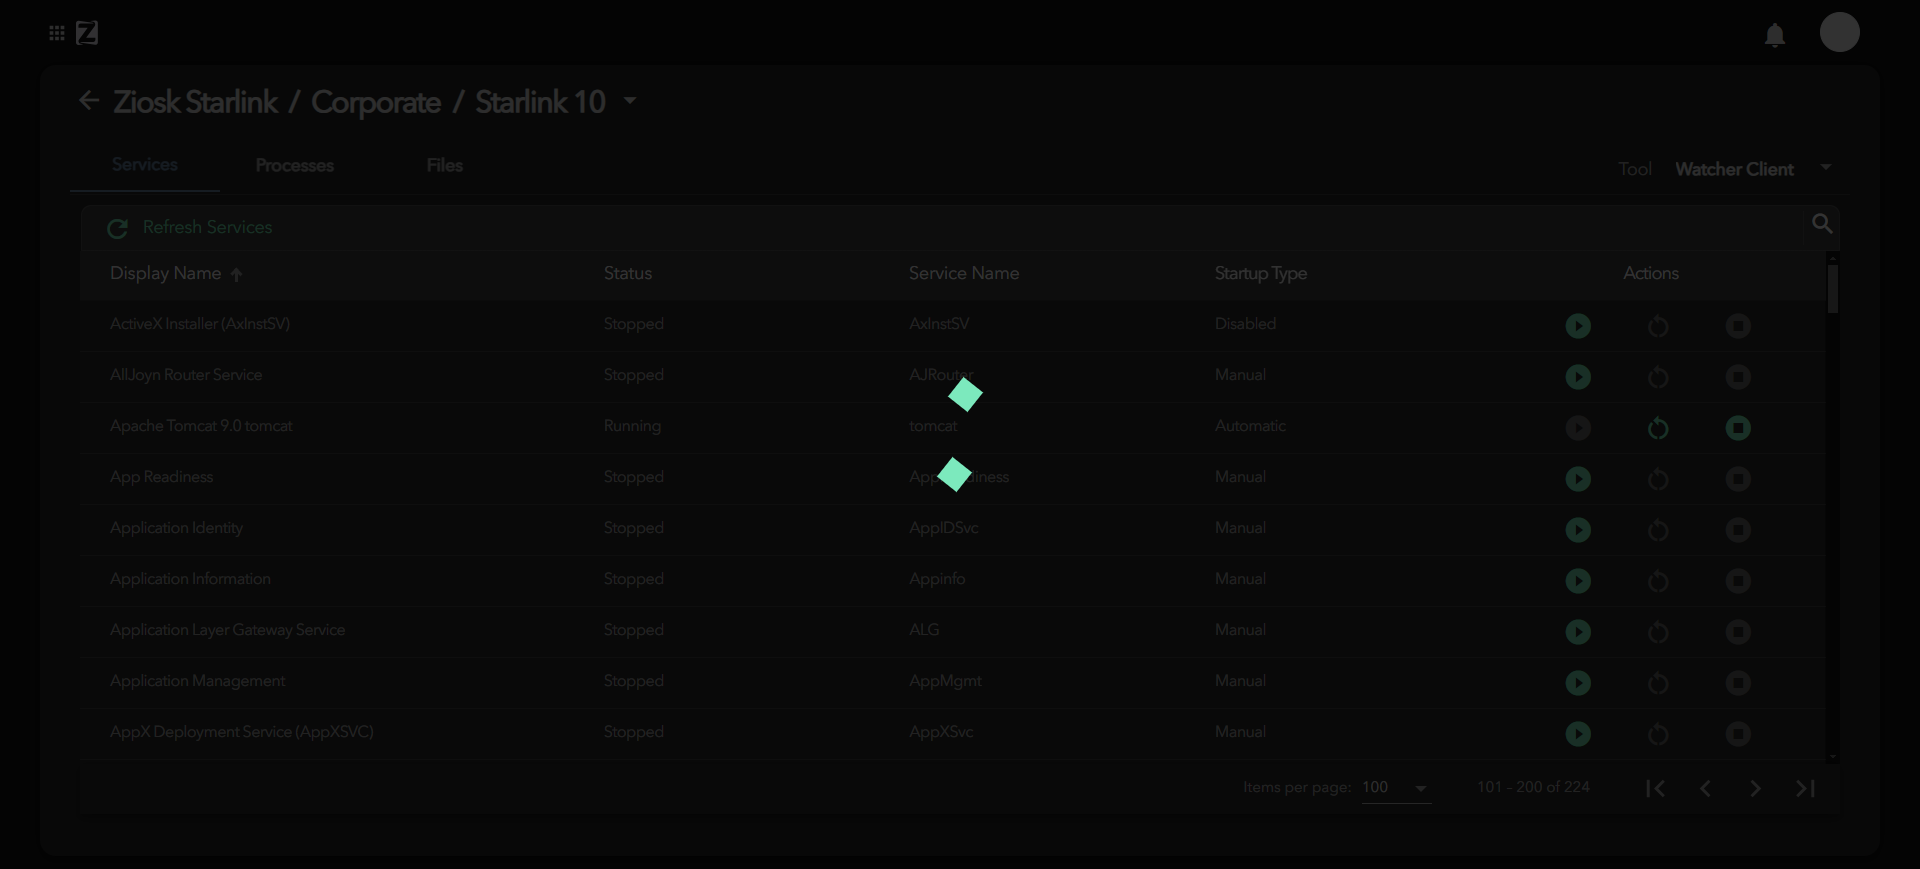 Z
Ziosk Starlink / Corporate / Starlink 10
Services Processes Files Tool Watcher Client
Refresh Services
Display Name Status Service Name Startup Type Actions
ActiveX Installer (AxInstSV) Stopped AxInstSV Disabled
AllJoyn Router Service Stopped AJRouter Manual
Apache Tomcat 9.0 tomcat Running tomcat Automatic
App Readiness Stopped Manual
Application Identity Stopped AppIDSvc Manual
Application Information Stopped Appinfo Manual
Application Layer Gateway Service Stopped ALG Manual
Application Management Stopped AppMgmt Manual
AppX Deployment Service (AppXSVC) Stopped AppXSvc Manual
Items per page: 100 101 - 200 of 224